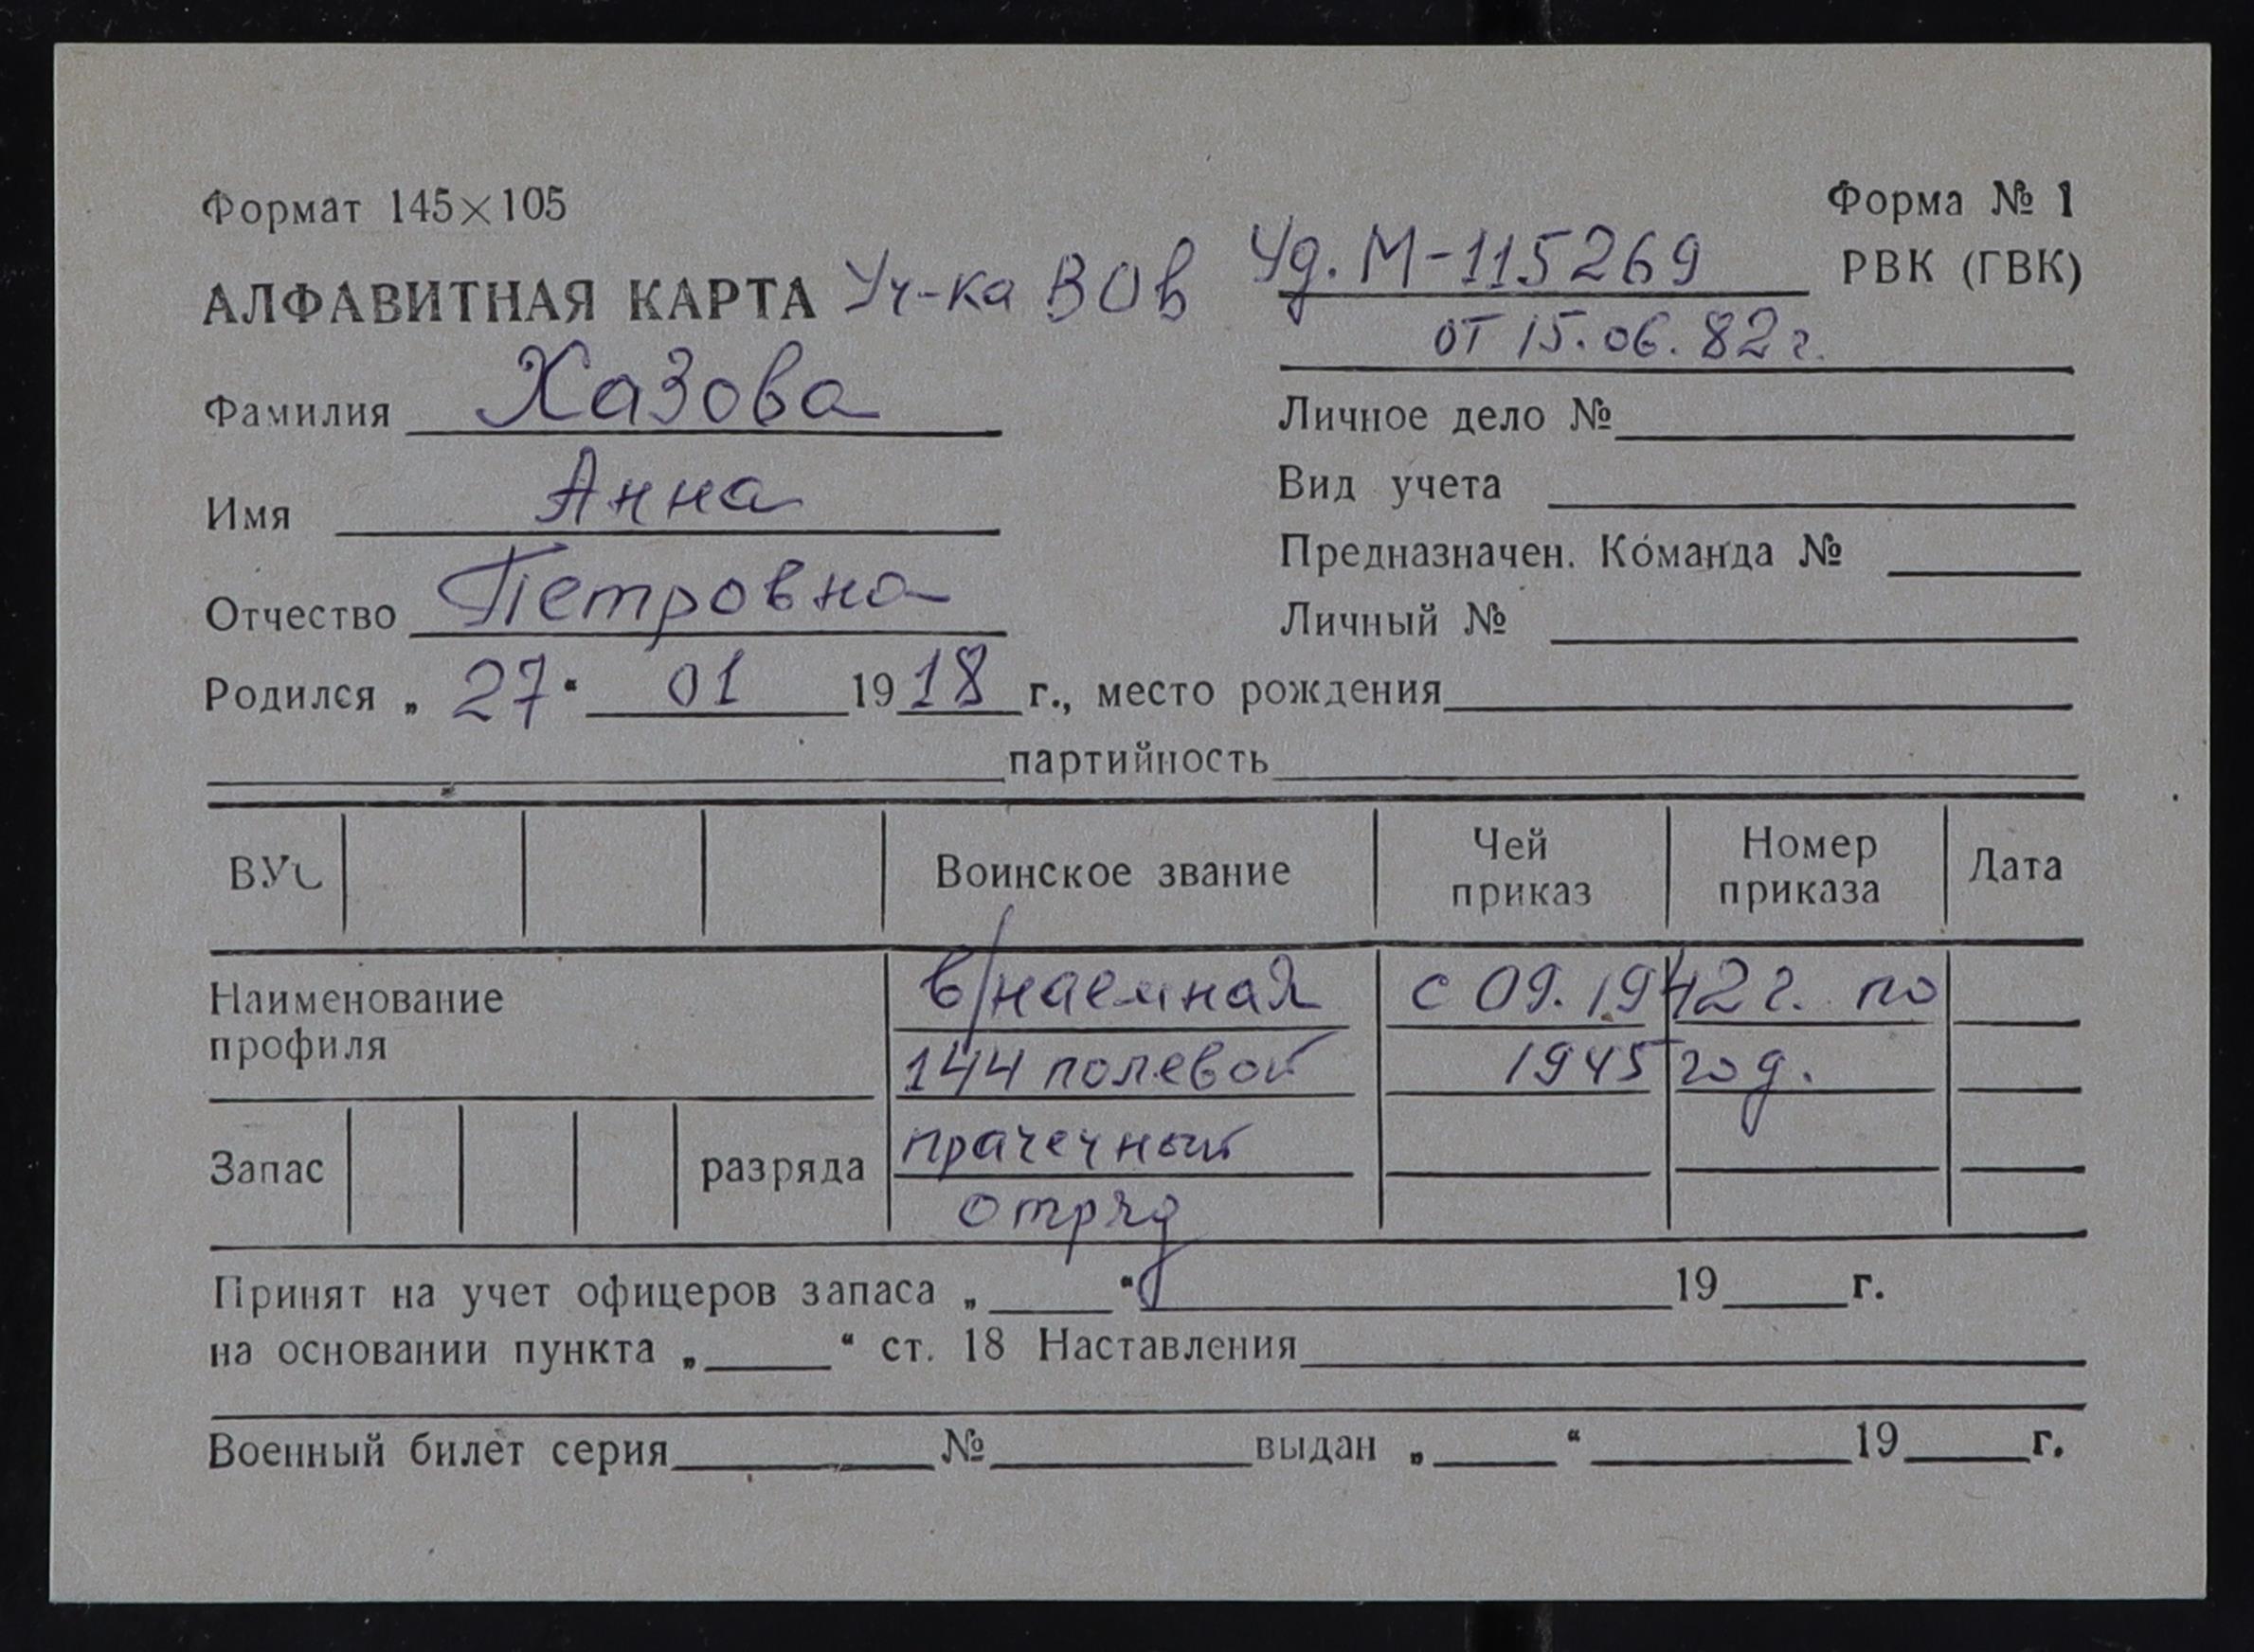 Формат 145×105
Форма № 1
АЛФАВИТНАЯ КАРТА Уч-ка ВОв Уд. М-115269 РВК (ГВК)
от 15.06.82 г.
Фамилия Хазова
Личное дело №
Имя Анна
Вид учета
Предназначен. Команда №
Отчество Петровна
Личный №
Родился „ 27 “ 01 1918 г., место рождения
партийность
ВУС Воинское звание Чей приказ Номер приказа Дата
Наименование профиля
в/наемная с 09.1942 г. по
144 полевой 1945 год.
Запас разряда
прачечный
отряд
Принят на учет офицеров запаса „ “ 19 г.
на основании пункта „ “ ст. 18 Наставления
Военный билет серия № выдан „ “ 19 г.